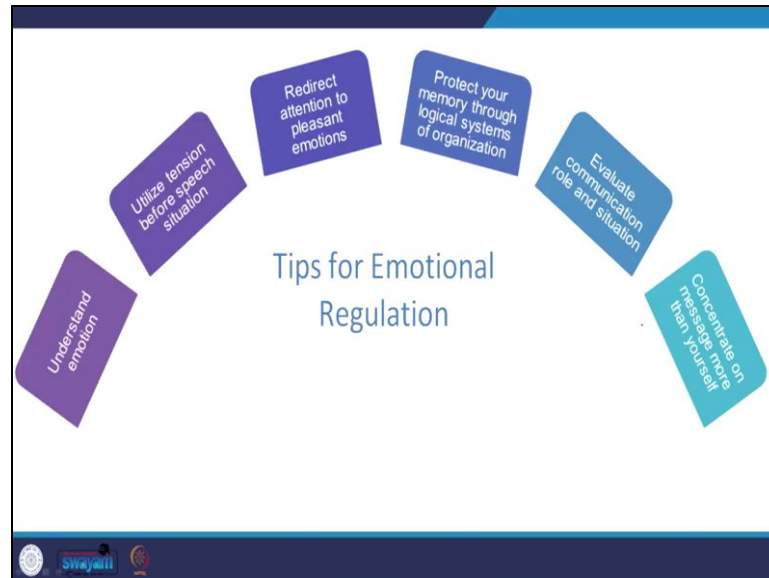 Understand
emotion
Utilize tension
before speech
situation
Redirect
attention to
pleasant
emotions
Protect your
memory through
logical systems
of organization
Evaluate
communication
role and situation
Concentrate on
message more
than yourself
Tips for Emotional
Regulation
swayam